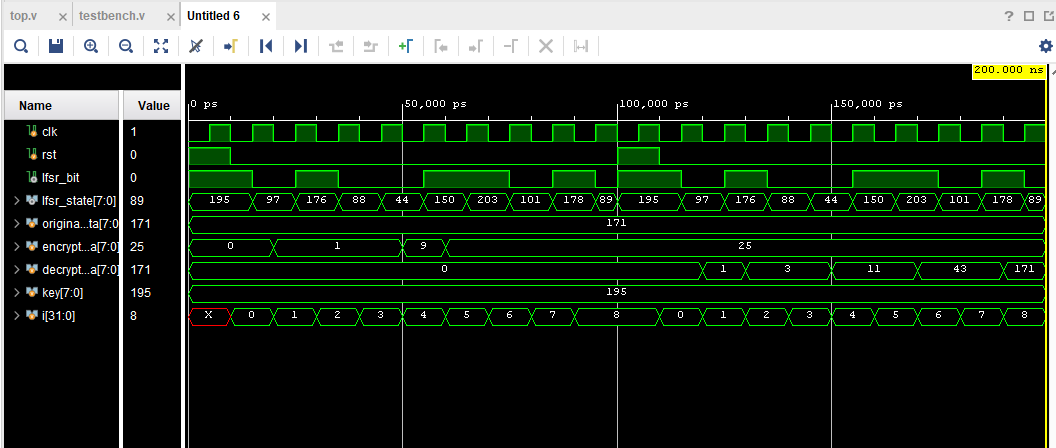 top.v × testbench.v × Untitled 6 × ?
200.000 ns
Name Value 0 ps 50,000 ps 100,000 ps 150,000 ps
clk 1
rst 0
lfsr_bit 0
lfsr_state[7:0] 89 195 97 176 88 44 150 203 101 178 89 195 97 176 88 44 150 203 101 178 89
origina...ta[7:0] 171 171
encrypt...a[7:0] 25 0 1 9 25
decrypt...a[7:0] 171 0 1 3 11 43 171
key[7:0] 195 195
i[31:0] 8 X 0 1 2 3 4 5 6 7 8 0 1 2 3 4 5 6 7 8